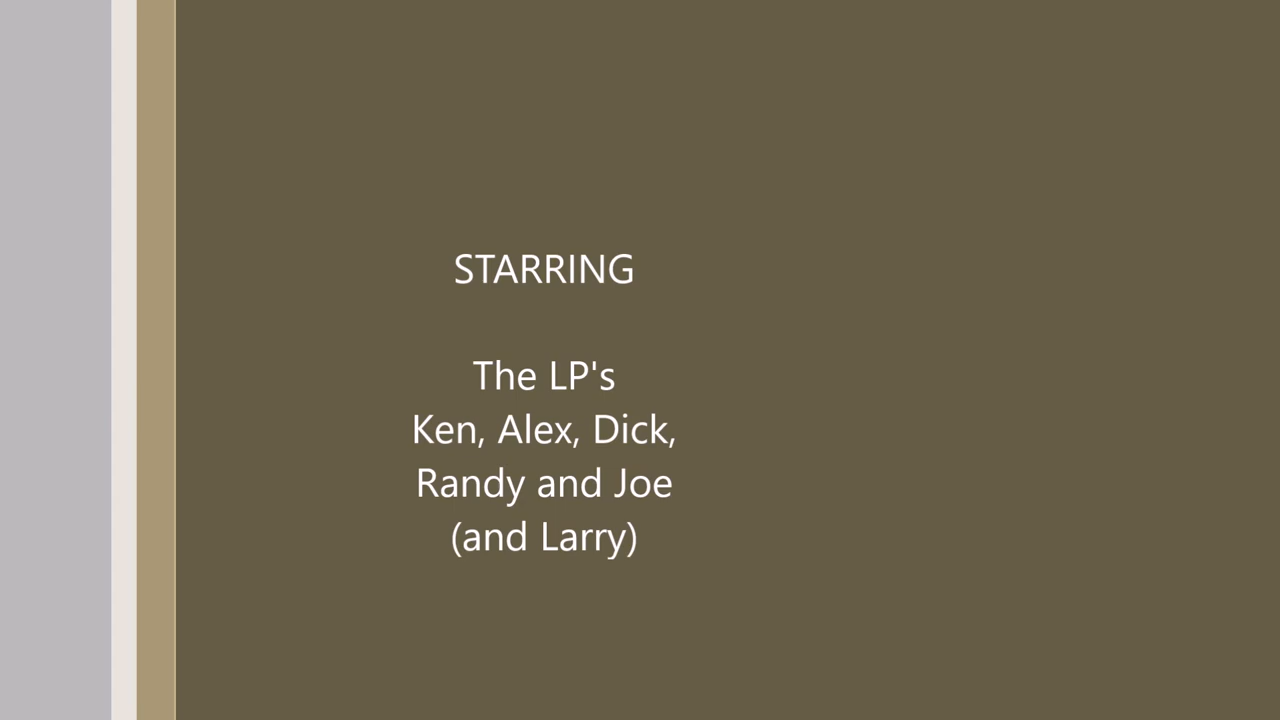 STARRING
The LP's
Ken, Alex, Dick,
Randy and Joe
(and Larry)